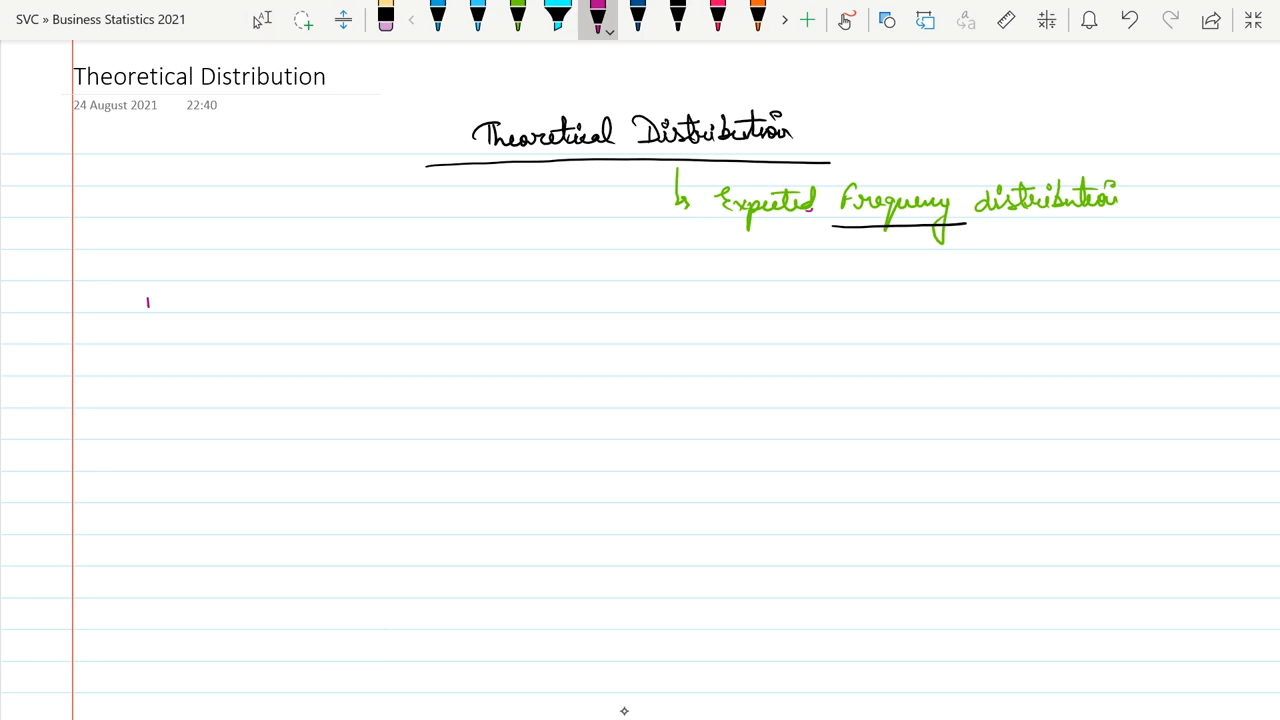 SVC » Business Statistics 2021
Theoretical Distribution
24 August 2021 22:40
Theoretical Distribution
↳ Expected Frequency distribution